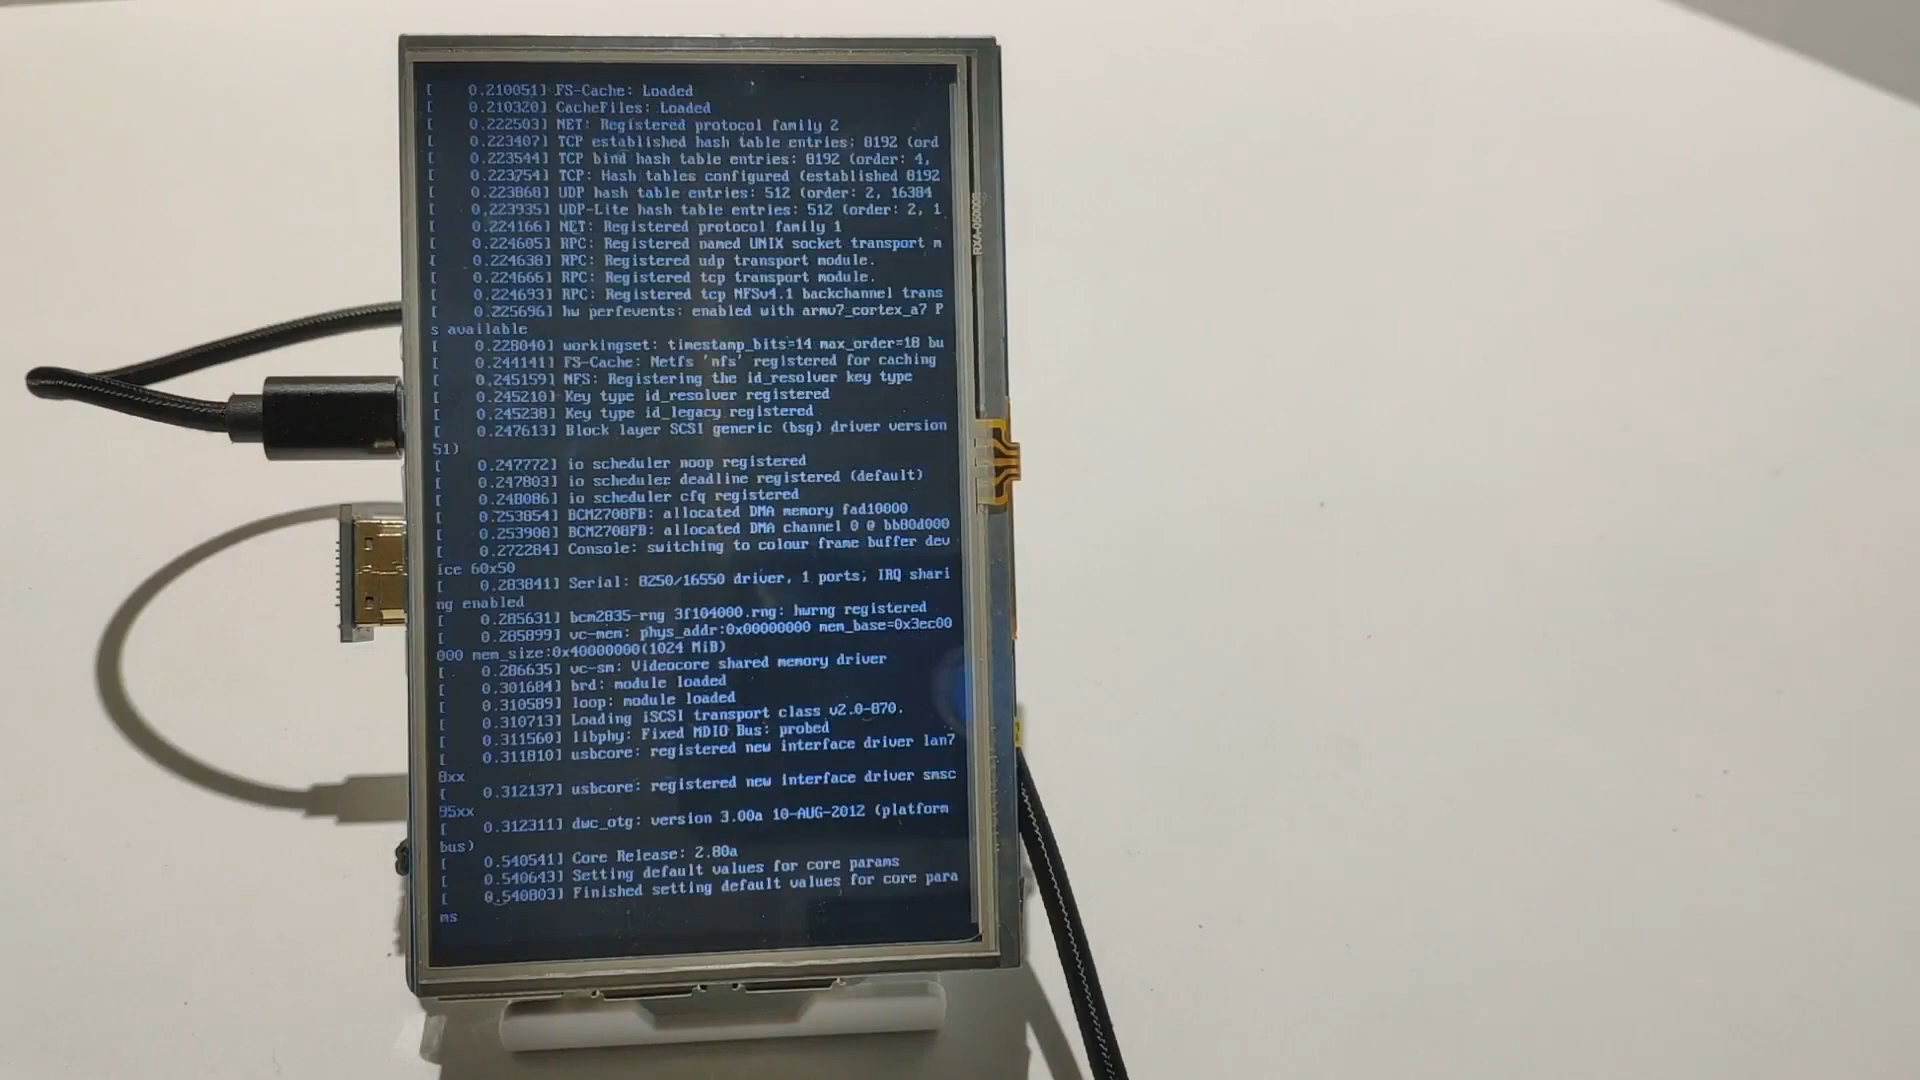 [    0.210051] FS-Cache: Loaded
[    0.210320] CacheFiles: Loaded
[    0.222503] NET: Registered protocol family 2
[    0.223407] TCP established hash table entries: 8192 (ord
[    0.223544] TCP bind hash table entries: 8192 (order: 4,
[    0.223754] TCP: Hash tables configured (established 8192
[    0.223868] UDP hash table entries: 512 (order: 2, 16384
[    0.223935] UDP-Lite hash table entries: 512 (order: 2, 1
[    0.224166] NET: Registered protocol family 1
[    0.224605] RPC: Registered named UNIX socket transport m
[    0.224638] RPC: Registered udp transport module.
[    0.224666] RPC: Registered tcp transport module.
[    0.224693] RPC: Registered tcp NFSv4.1 backchannel trans
[    0.225696] hw perfevents: enabled with armv7_cortex_a7 P
s available
[    0.228040] workingset: timestamp_bits=14 max_order=18 bu
[    0.244141] FS-Cache: Netfs 'nfs' registered for caching
[    0.245159] NFS: Registering the id_resolver key type
[    0.245210] Key type id_resolver registered
[    0.245238] Key type id_legacy registered
[    0.247613] Block layer SCSI generic (bsg) driver version
51)
[    0.247772] io scheduler noop registered
[    0.247803] io scheduler deadline registered (default)
[    0.248086] io scheduler cfq registered
[    0.253854] BCM2708FB: allocated DMA memory fad10000
[    0.253908] BCM2708FB: allocated DMA channel 0 @ bb80d000
[    0.272284] Console: switching to colour frame buffer dev
ice 60x50
[    0.283841] Serial: 8250/16550 driver, 1 ports, IRQ shari
ng enabled
[    0.285631] bcm2835-rng 3f104000.rng: hwrng registered
[    0.285899] vc-mem: phys_addr:0x00000000 mem_base=0x3ec00
000 mem_size:0x40000000(1024 MiB)
[    0.286635] vc-sm: Videocore shared memory driver
[    0.301684] brd: module loaded
[    0.310589] loop: module loaded
[    0.310713] Loading iSCSI transport class v2.0-870.
[    0.311560] libphy: Fixed MDIO Bus: probed
[    0.311810] usbcore: registered new interface driver lan7
8xx
[    0.312137] usbcore: registered new interface driver smsc
95xx
[    0.312311] dwc_otg: version 3.00a 10-AUG-2012 (platform
bus)
[    0.540541] Core Release: 2.80a
[    0.540643] Setting default values for core params
[    0.540803] Finished setting default values for core para
ms